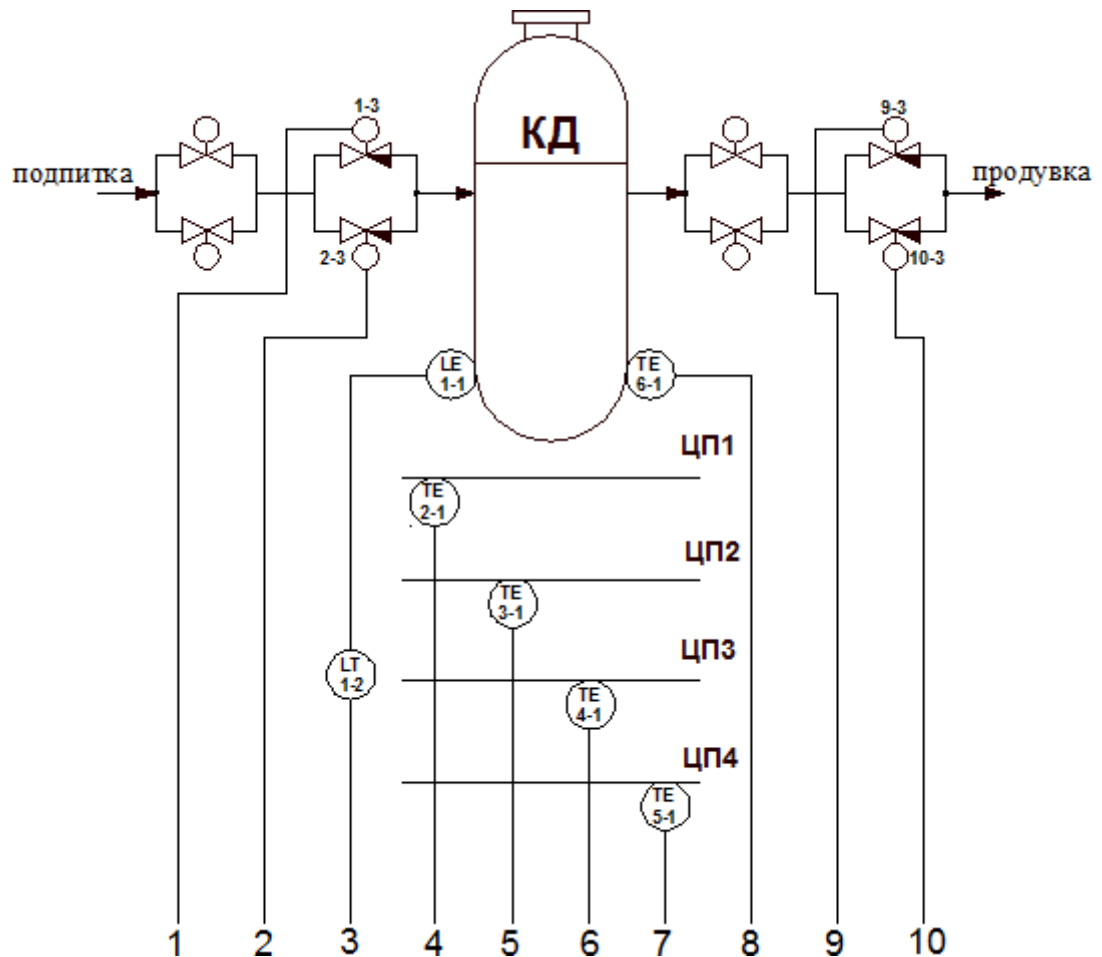 1-3
9-3
КД
подпитка
продувка
2-3
10-3
LE
1-1
TE
6-1
ЦП1
TE
2-1
ЦП2
TE
3-1
ЦП3
LT
1-2
TE
4-1
ЦП4
TE
5-1
1 2 3 4 5 6 7 8 9 10